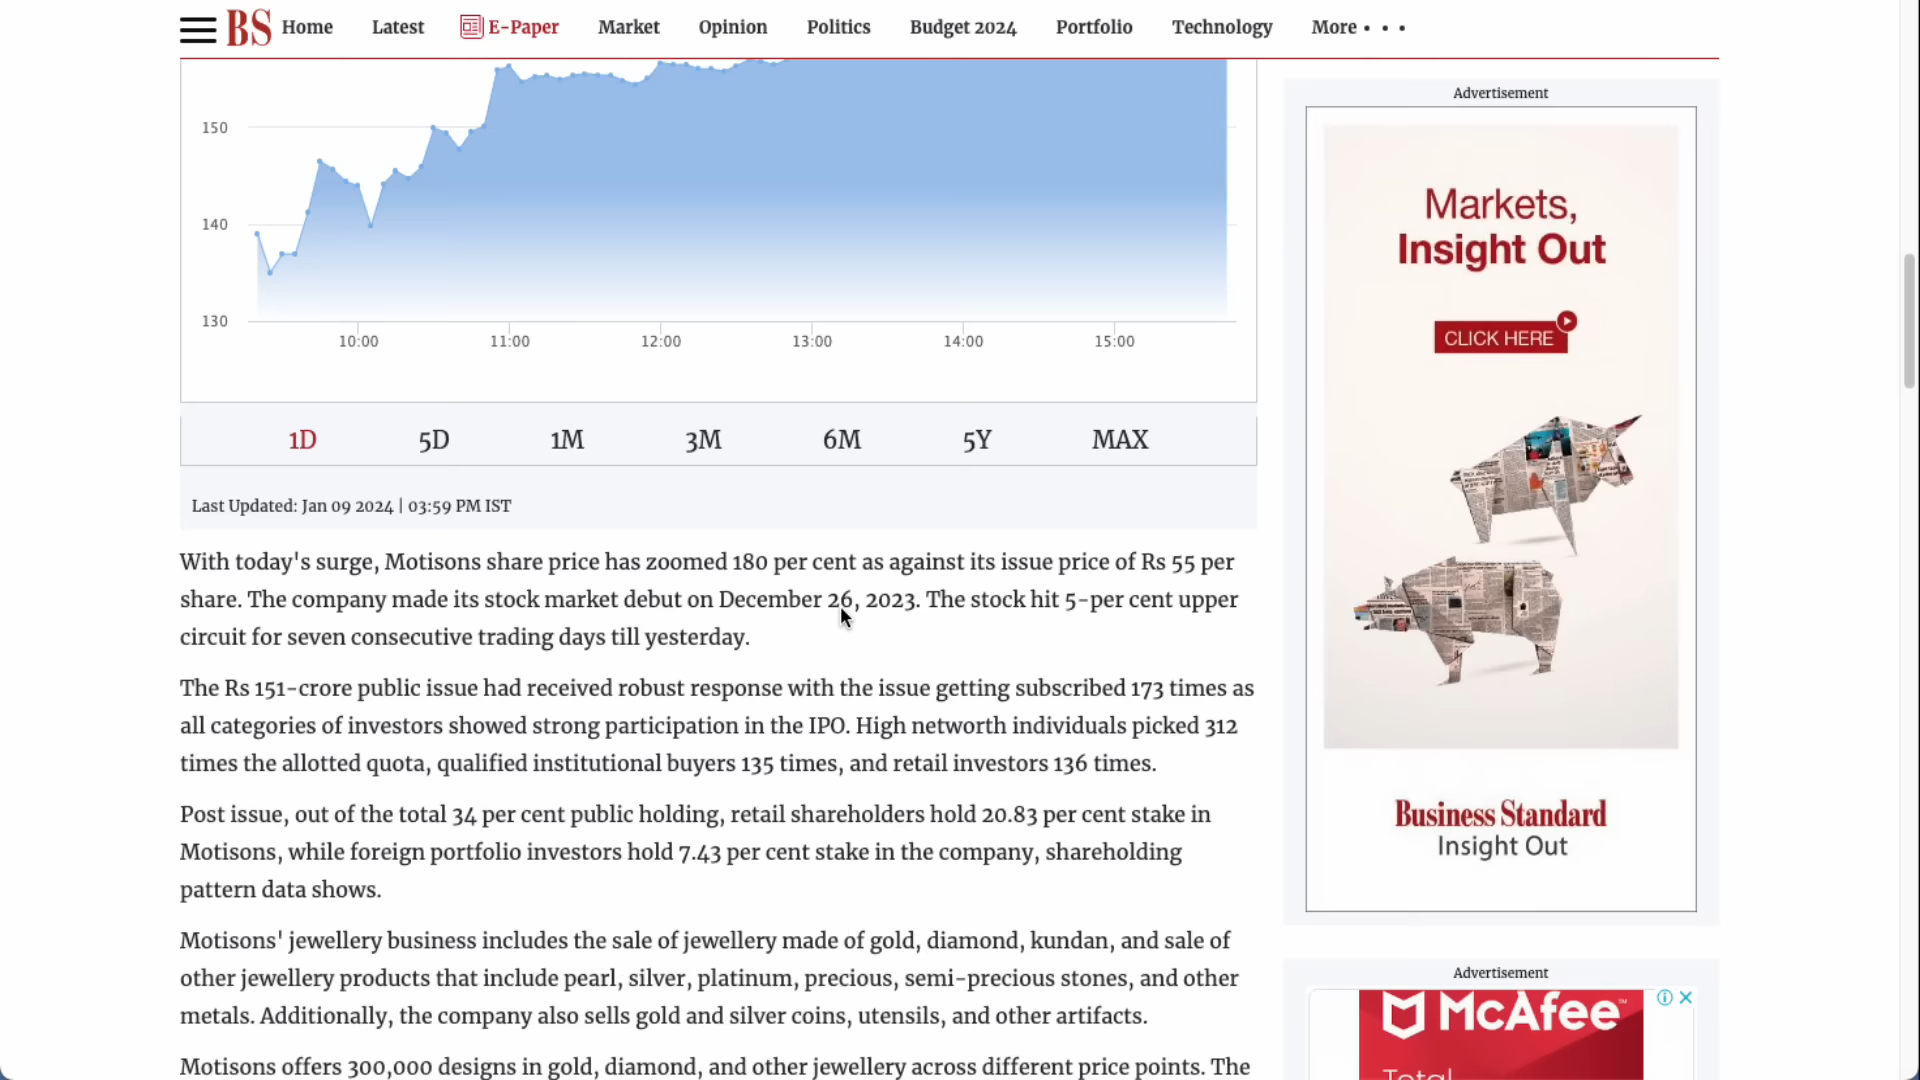 BS Home Latest E-Paper Market Opinion Politics Budget 2024 Portfolio Technology More
150
140
130
10:00 11:00 12:00 13:00 14:00 15:00
1D 5D 1M 3M 6M 5Y MAX
Last Updated: Jan 09 2024 | 03:59 PM IST
With today's surge, Motisons share price has zoomed 180 per cent as against its issue price of Rs 55 per
share. The company made its stock market debut on December 26, 2023. The stock hit 5-per cent upper
circuit for seven consecutive trading days till yesterday.
The Rs 151-crore public issue had received robust response with the issue getting subscribed 173 times as
all categories of investors showed strong participation in the IPO. High networth individuals picked 312
times the allotted quota, qualified institutional buyers 135 times, and retail investors 136 times.
Post issue, out of the total 34 per cent public holding, retail shareholders hold 20.83 per cent stake in
Motisons, while foreign portfolio investors hold 7.43 per cent stake in the company, shareholding
pattern data shows.
Motisons' jewellery business includes the sale of jewellery made of gold, diamond, kundan, and sale of
other jewellery products that include pearl, silver, platinum, precious, semi-precious stones, and other
metals. Additionally, the company also sells gold and silver coins, utensils, and other artifacts.
Motisons offers 300,000 designs in gold, diamond, and other jewellery across different price points. The
Advertisement
Markets,
Insight Out
CLICK HERE
Business Standard
Insight Out
Advertisement
McAfee™
Total